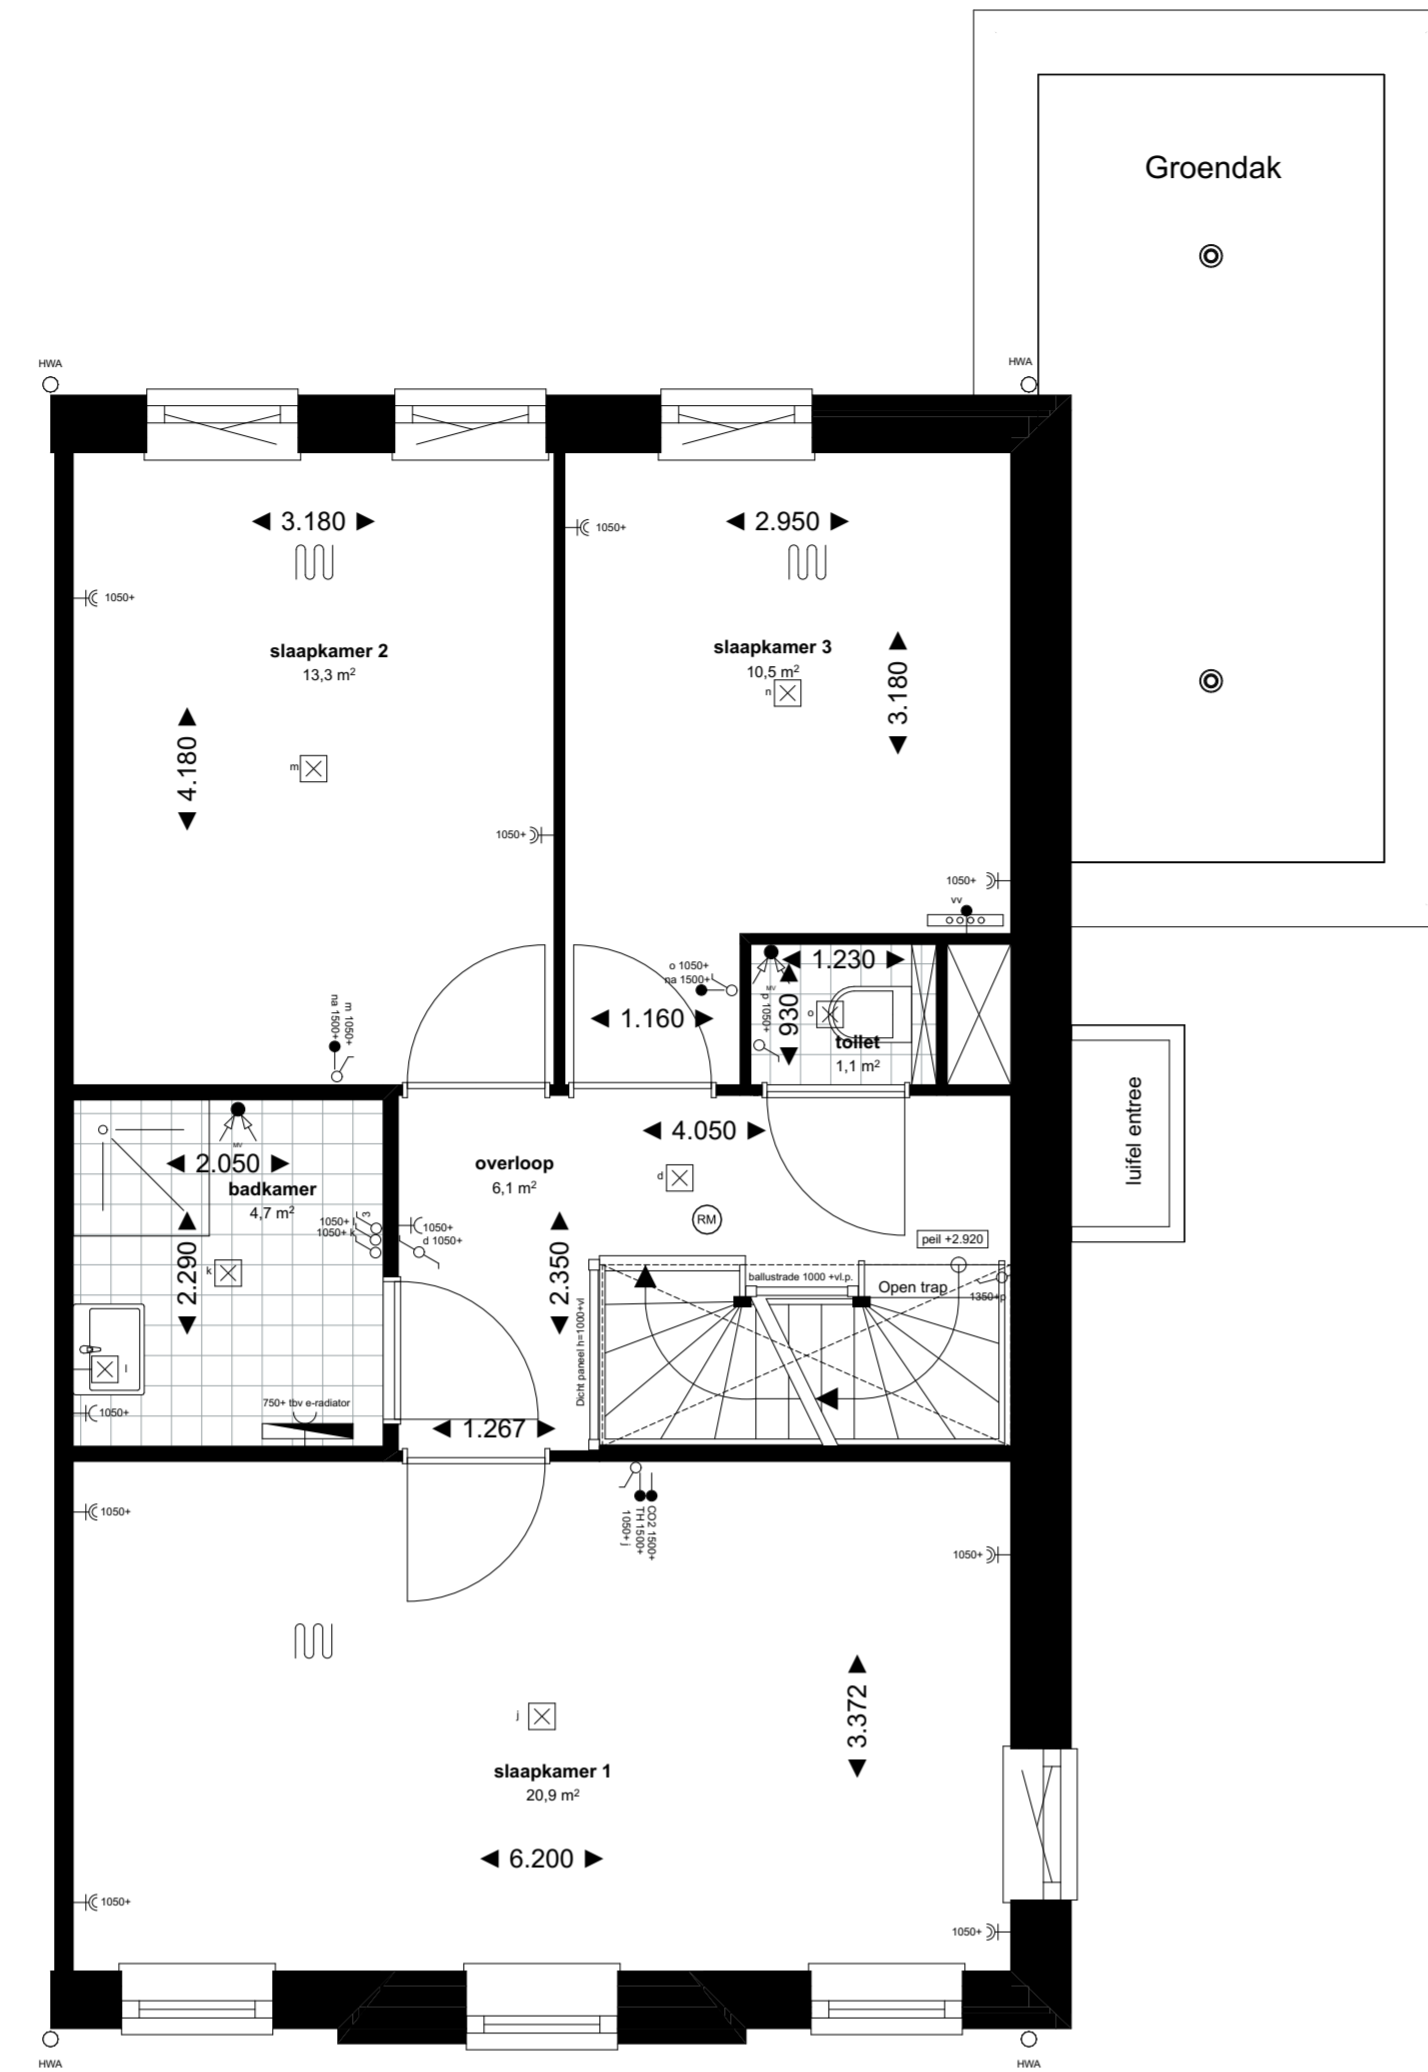 Groendak
HWA
HWA
3.180
2.950
1050+
1050+
slaapkamer 2
13,3 m²
slaapkamer 3
10,5 m²
n
3.180
4.180
m
1050+
1050+
vv
o 1050+
na 1500+
1.230
MV
p 1050+
930
o
toilet
1,1 m²
m 1050+
na 1500+
1.160
4.050
luifel entree
MV
2.050
badkamer
4,7 m²
overloop
6,1 m²
d
RM
1050+ l
3
1050+ k
1050+
d 1050+
peil +2.920
2.290
k
2.350
ballustrade 1000 +vl.p.
Open trap
1350+p
Dicht paneel h=1000+vl
l
1050+
750+ tbv e-radiator
1.267
1050+
CO2 1500+
TH 1500+
1050+ j
1050+
3.372
j
slaapkamer 1
20,9 m²
6.200
1050+
1050+
HWA
HWA